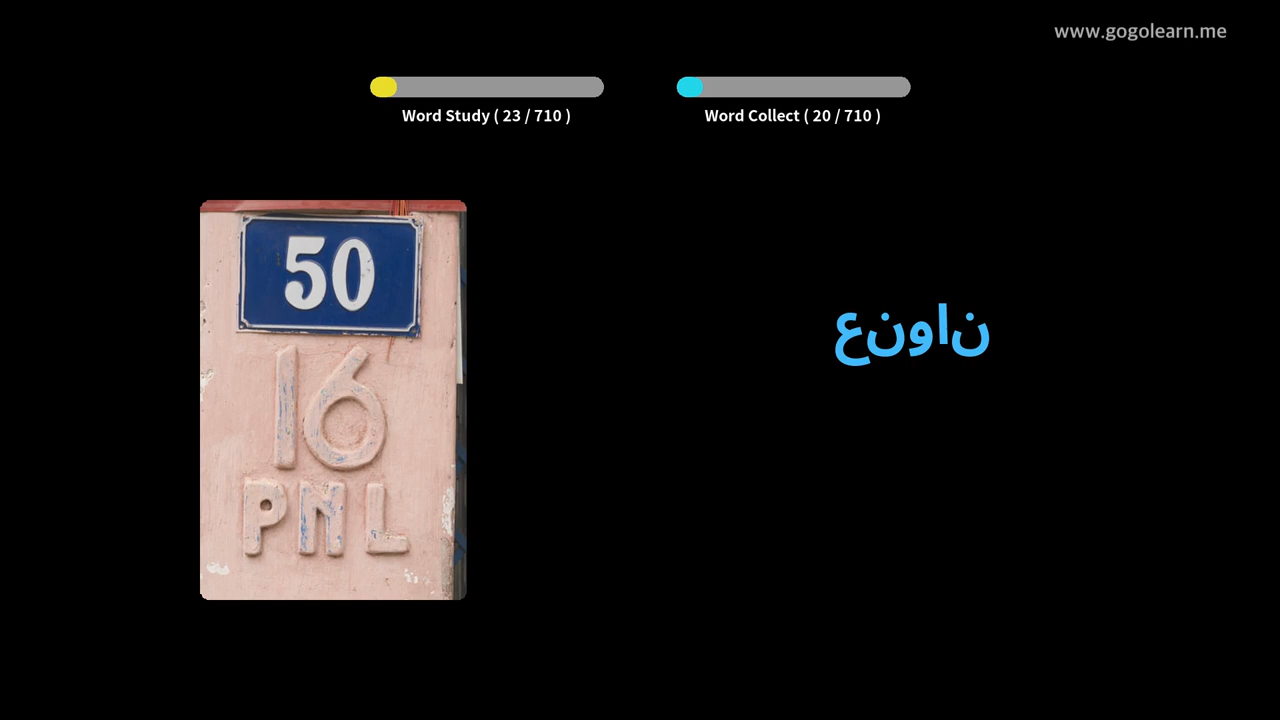 www.gogolearn.me
Word Study ( 23 / 710 )
Word Collect ( 20 / 710 )
50
16
PML
عنوان